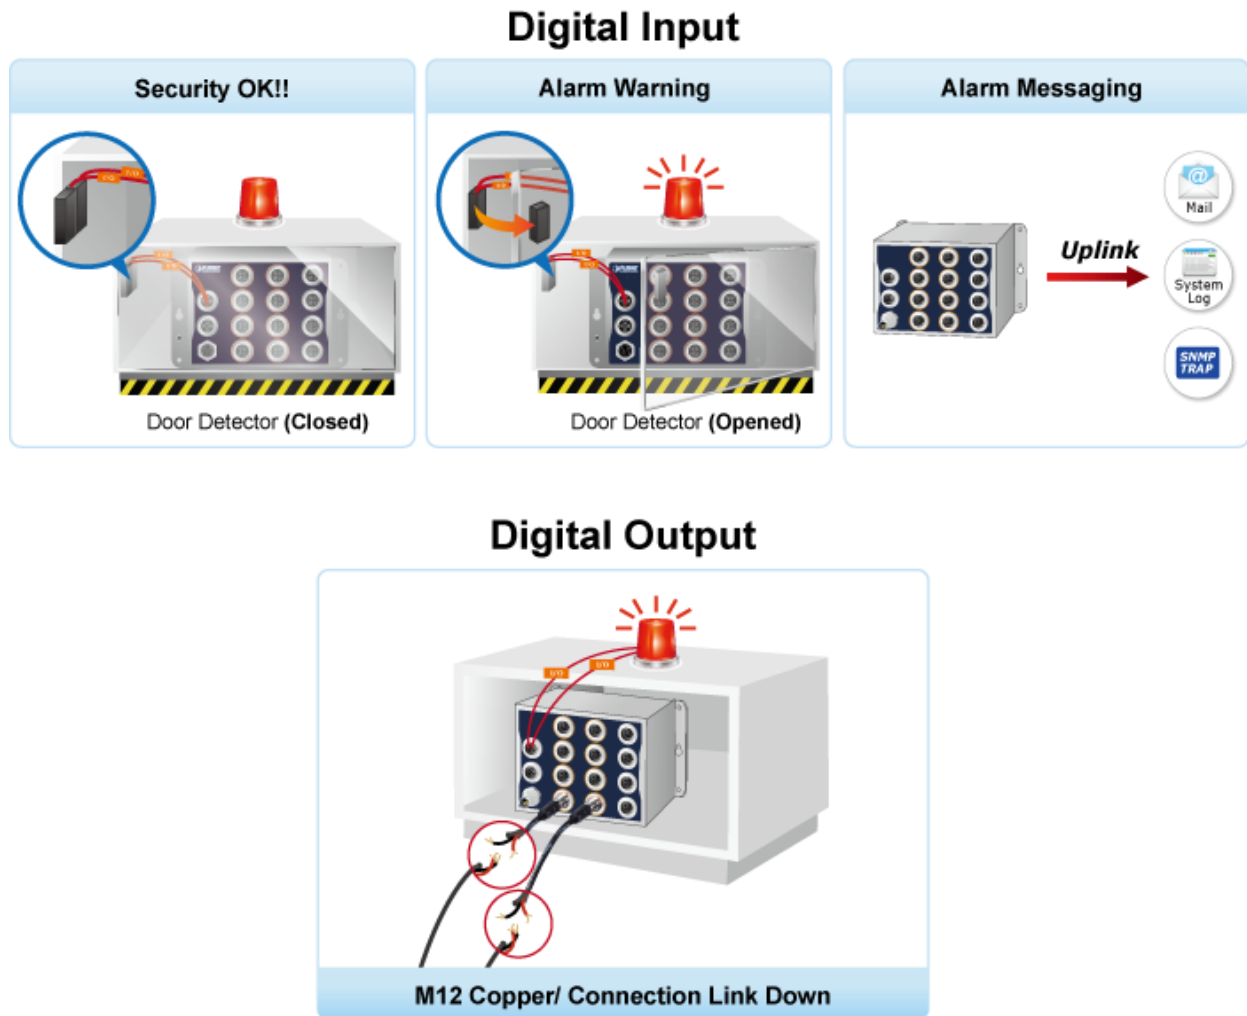 Digital Input
Security OK!!
Alarm Warning
Alarm Messaging
I/O
I/O
Mail
Uplink
System
Log
SNMP
TRAP
PLANET
Door Detector (Closed)
Door Detector (Opened)
Digital Output
I/O
I/O
M12 Copper/ Connection Link Down